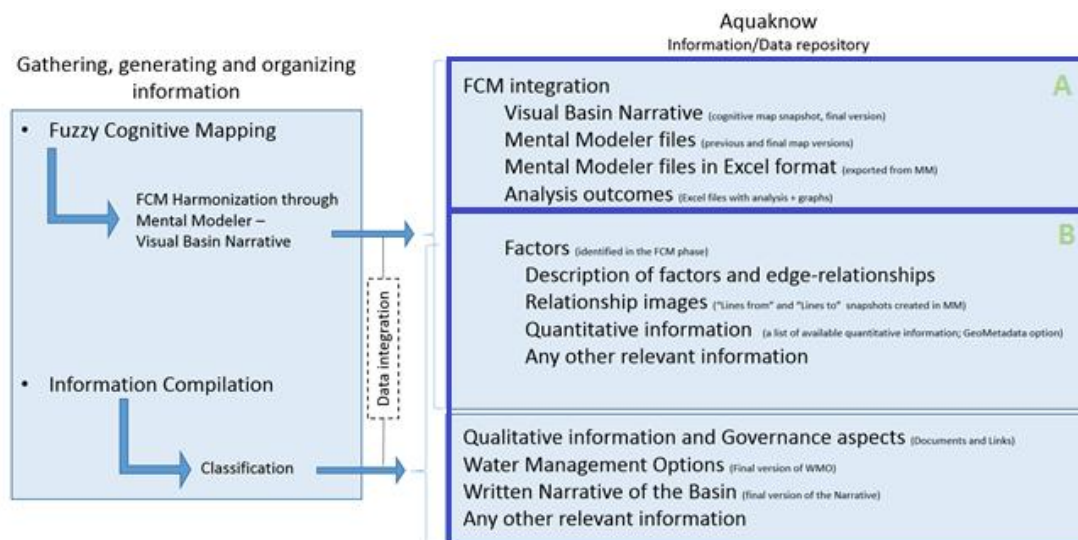 Aquaknow
Information/Data repository
Gathering, generating and organizing
information
• Fuzzy Cognitive Mapping
FCM Harmonization through
Mental Modeler –
Visual Basin Narrative
Data integration
• Information Compilation
Classification
A
FCM integration
Visual Basin Narrative (cognitive map snapshot, final version)
Mental Modeler files (previous and final map versions)
Mental Modeler files in Excel format (exported from MM)
Analysis outcomes (Excel files with analysis + graphs)
B
Factors (identified in the FCM phase)
Description of factors and edge-relationships
Relationship images ("Lines from" and "Lines to" snapshots created in MM)
Quantitative information (a list of available quantitative information; GeoMetadata option)
Any other relevant information
Qualitative information and Governance aspects (Documents and Links)
Water Management Options (Final version of WMO)
Written Narrative of the Basin (final version of the Narrative)
Any other relevant information